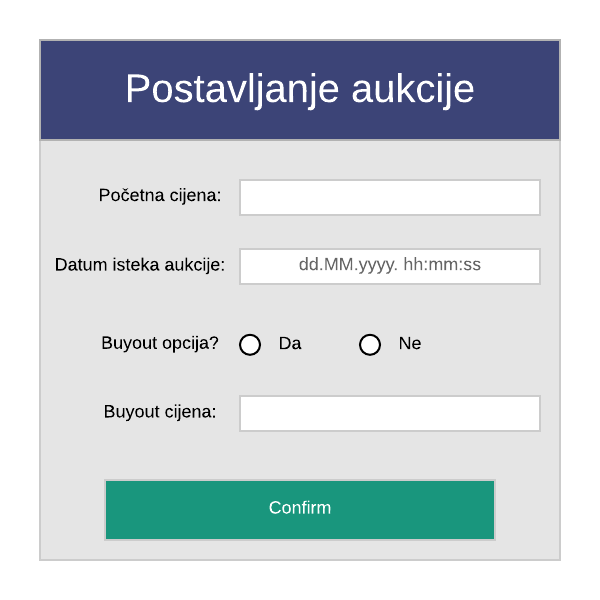 Postavljanje aukcije
Početna cijena:
Datum isteka aukcije: dd.MM.yyyy. hh:mm:ss
Buyout opcija? Da Ne
Buyout cijena:
Confirm